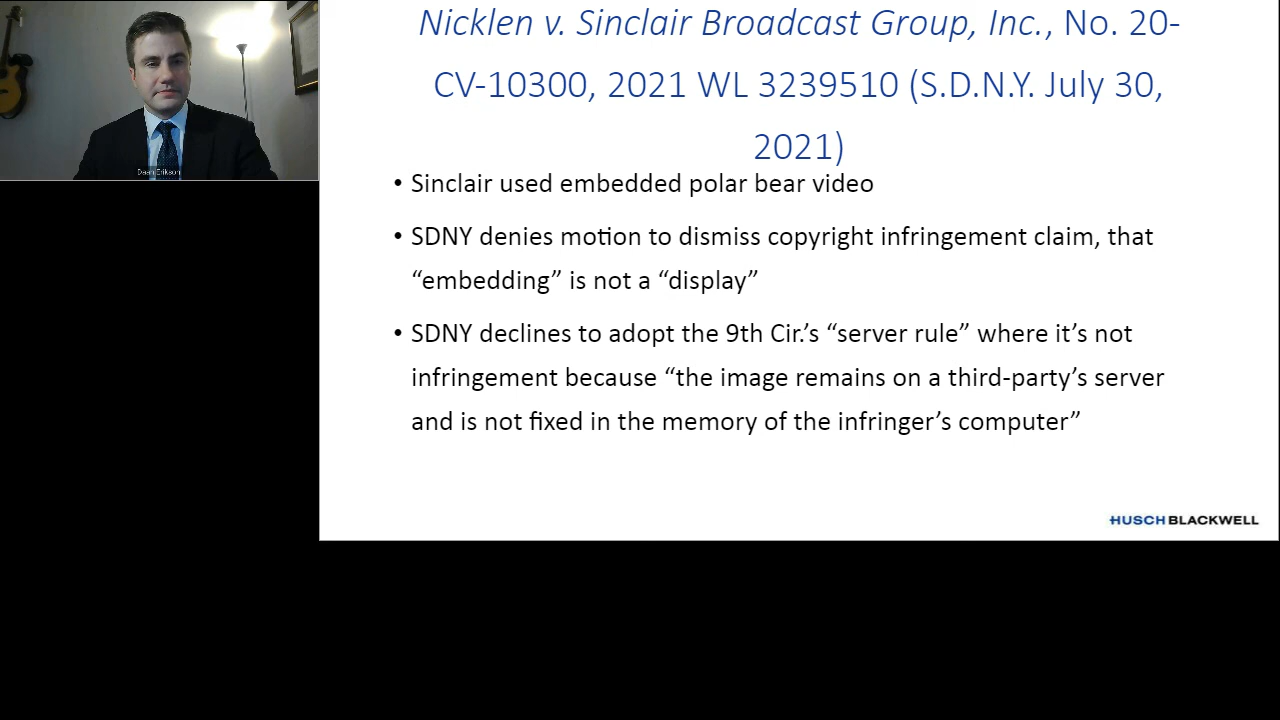 Nicklen v. Sinclair Broadcast Group, Inc., No. 20-
CV-10300, 2021 WL 3239510 (S.D.N.Y. July 30,
2021)
Daan Erikson
• Sinclair used embedded polar bear video
• SDNY denies motion to dismiss copyright infringement claim, that
“embedding” is not a “display”
• SDNY declines to adopt the 9th Cir.’s “server rule” where it’s not
infringement because “the image remains on a third-party’s server
and is not fixed in the memory of the infringer’s computer”
HUSCH BLACKWELL